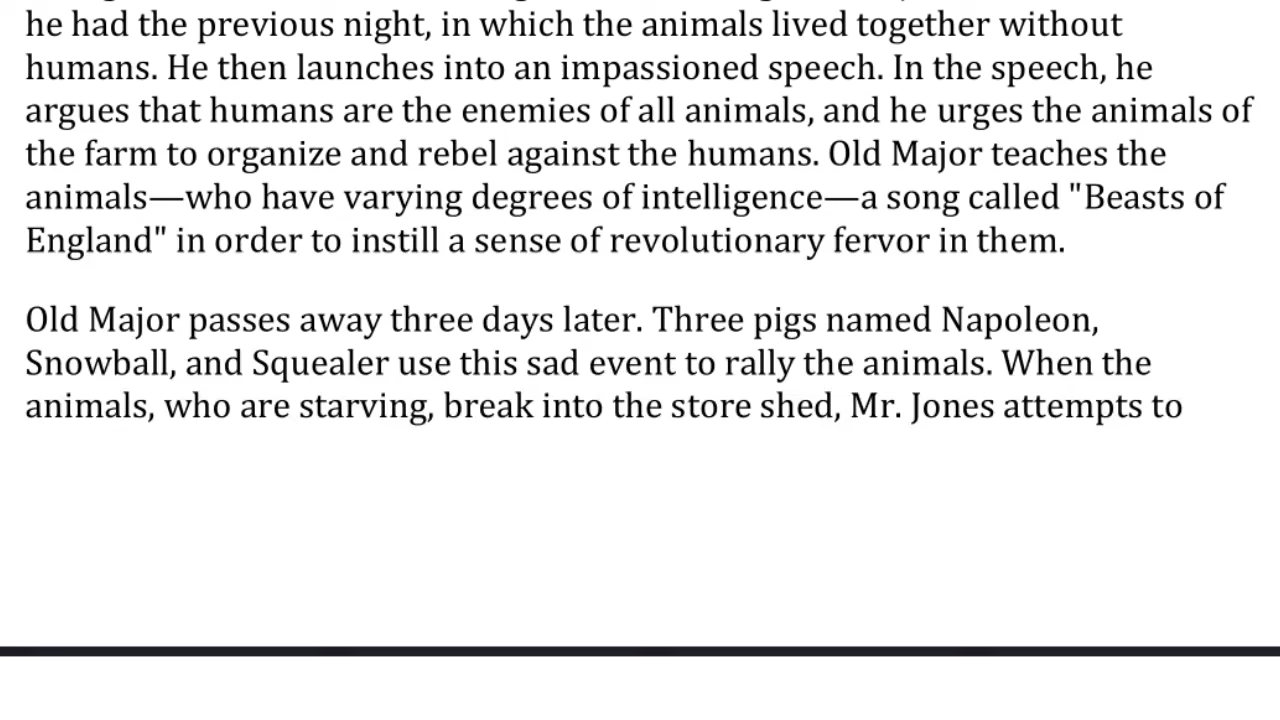 he had the previous night, in which the animals lived together without
humans. He then launches into an impassioned speech. In the speech, he
argues that humans are the enemies of all animals, and he urges the animals of
the farm to organize and rebel against the humans. Old Major teaches the
animals—who have varying degrees of intelligence—a song called "Beasts of
England" in order to instill a sense of revolutionary fervor in them.
Old Major passes away three days later. Three pigs named Napoleon,
Snowball, and Squealer use this sad event to rally the animals. When the
animals, who are starving, break into the store shed, Mr. Jones attempts to